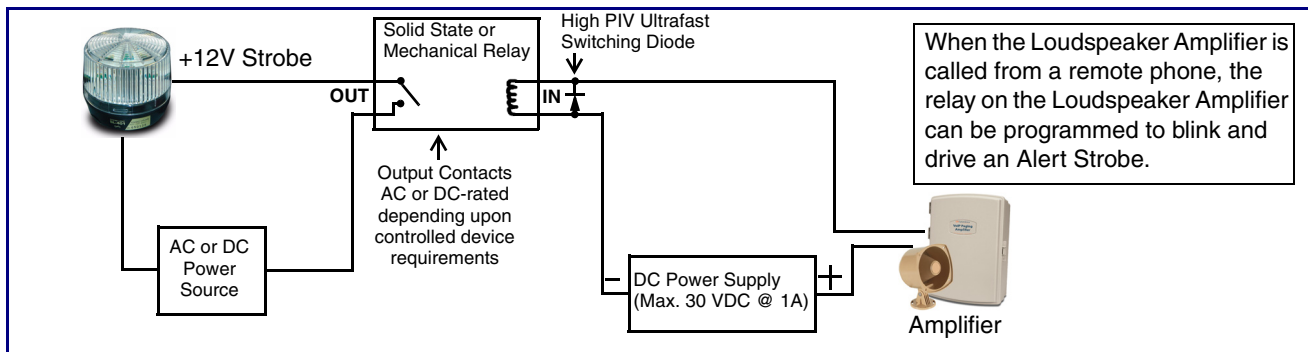 +12V Strobe
Solid State or
Mechanical Relay
OUT
IN
High PIV Ultrafast
Switching Diode
Output Contacts
AC or DC-rated
depending upon
controlled device
requirements
AC or DC
Power
Source
-
DC Power Supply
(Max. 30 VDC @ 1A)
+
Amplifier
When the Loudspeaker Amplifier is
called from a remote phone, the
relay on the Loudspeaker Amplifier
can be programmed to blink and
drive an Alert Strobe.